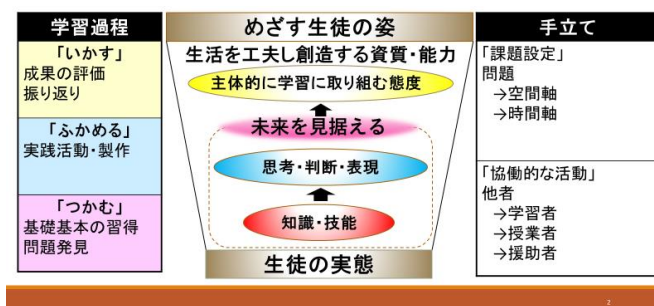 学習過程
「いかす」
成果の評価
振り返り
「ふかめる」
実践活動・製作
「つかむ」
基礎基本の習得
問題発見
めざす生徒の姿
生活を工夫し創造する資質・能力
主体的に学習に取り組む態度
未来を見据える
思考・判断・表現
知識・技能
生徒の実態
手立て
「課題設定」
問題
→空間軸
→時間軸
「協働的な活動」
他者
→学習者
→授業者
→援助者
2